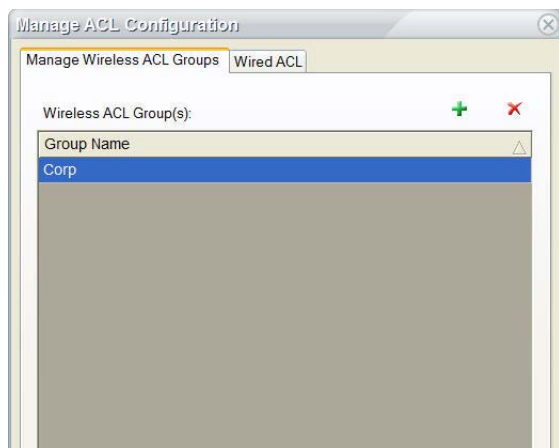 Manage ACL Configuration
Manage Wireless ACL Groups Wired ACL
Wireless ACL Group(s):
Group Name
Corp